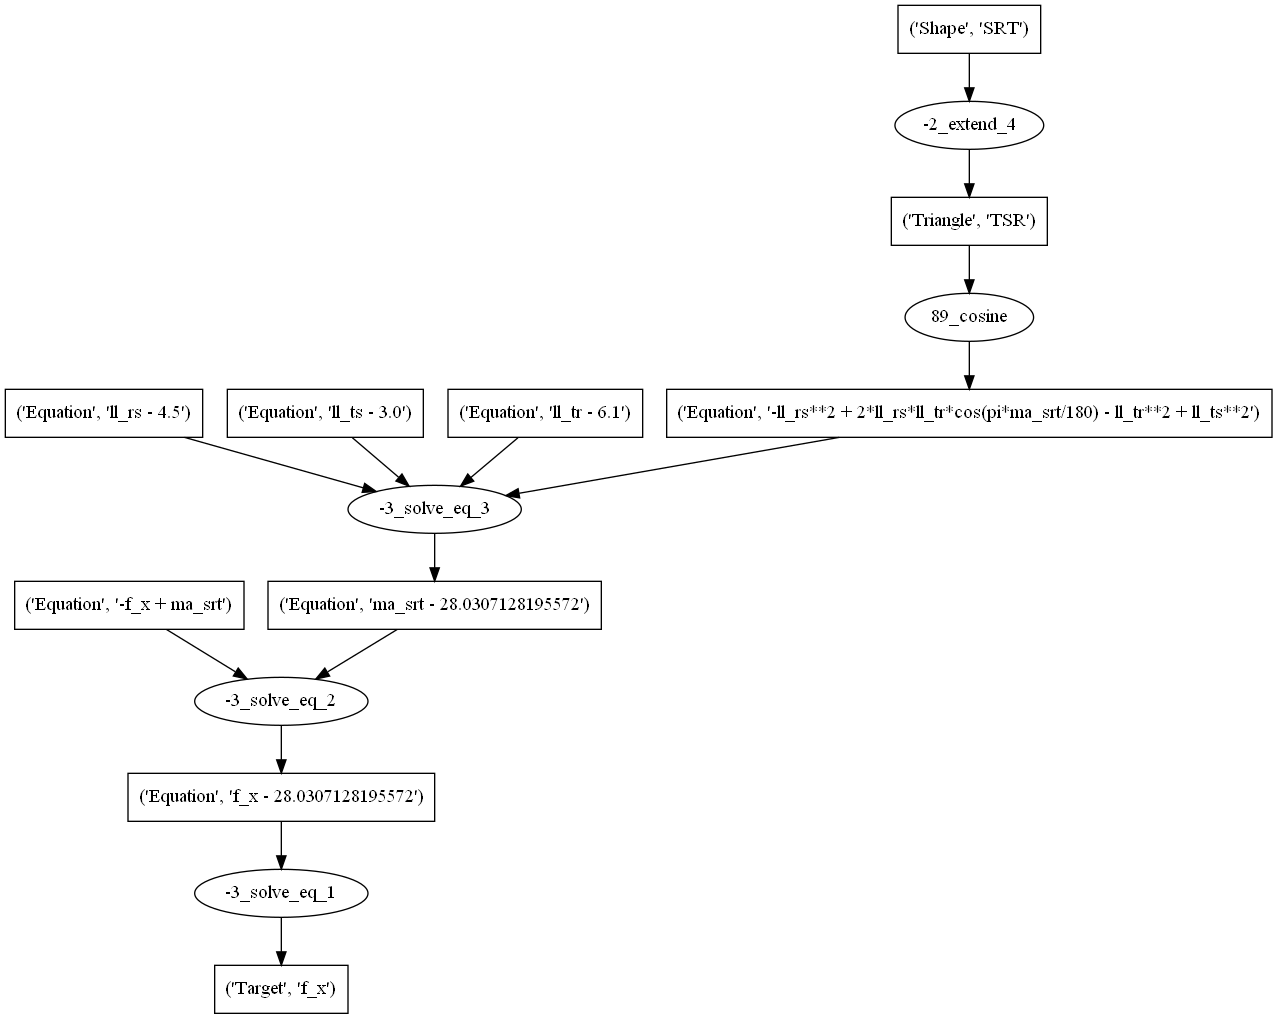 ('Shape', 'SRT')
-2_extend_4
('Triangle', 'TSR')
89_cosine
('Equation', 'll_rs - 4.5')
('Equation', 'll_ts - 3.0')
('Equation', 'll_tr - 6.1')
('Equation', '-ll_rs**2 + 2*ll_rs*ll_tr*cos(pi*ma_srt/180) - ll_tr**2 + ll_ts**2')
-3_solve_eq_3
('Equation', '-f_x + ma_srt')
('Equation', 'ma_srt - 28.0307128195572')
-3_solve_eq_2
('Equation', 'f_x - 28.0307128195572')
-3_solve_eq_1
('Target', 'f_x')